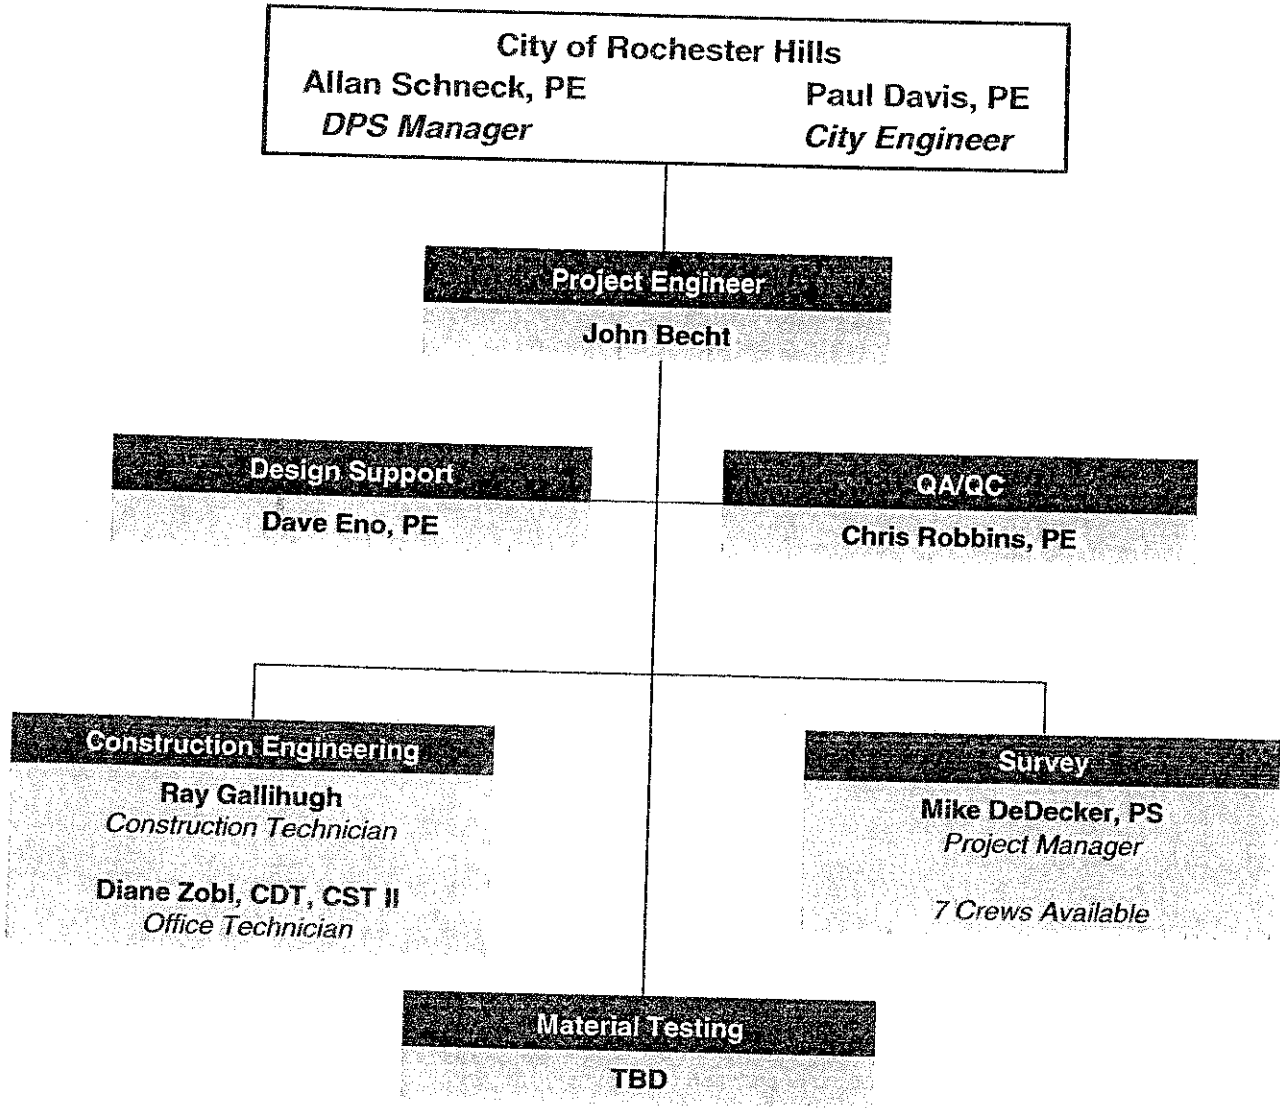 City of Rochester Hills
Allan Schneck, PE
DPS Manager
Paul Davis, PE
City Engineer
Project Engineer
John Becht
Design Support
Dave Eno, PE
QA/QC
Chris Robbins, PE
Construction Engineering
Ray Gallihugh
Construction Technician
Diane Zobl, CDT, CST II
Office Technician
Survey
Mike DeDecker, PS
Project Manager
7 Crews Available
Material Testing
TBD